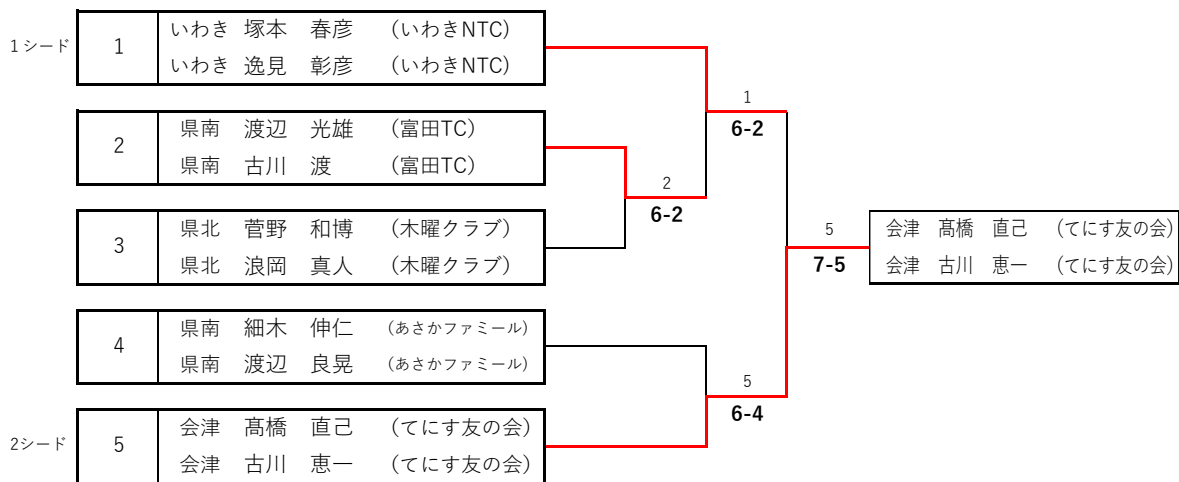 1シード
1
いわき 塚本 春彦 (いわきNTC)
いわき 逸見 彰彦 (いわきNTC)
2
県南 渡辺 光雄 (富田TC)
県南 古川 渡 (富田TC)
3
県北 菅野 和博 (木曜クラブ)
県北 浪岡 真人 (木曜クラブ)
4
県南 細木 伸仁 (あさかファミール)
県南 渡辺 良晃 (あさかファミール)
2シード
5
会津 髙橋 直己 (てにす友の会)
会津 古川 恵一 (てにす友の会)
2
6-2
1
6-2
5
6-4
5
7-5
会津 髙橋 直己 (てにす友の会)
会津 古川 恵一 (てにす友の会)